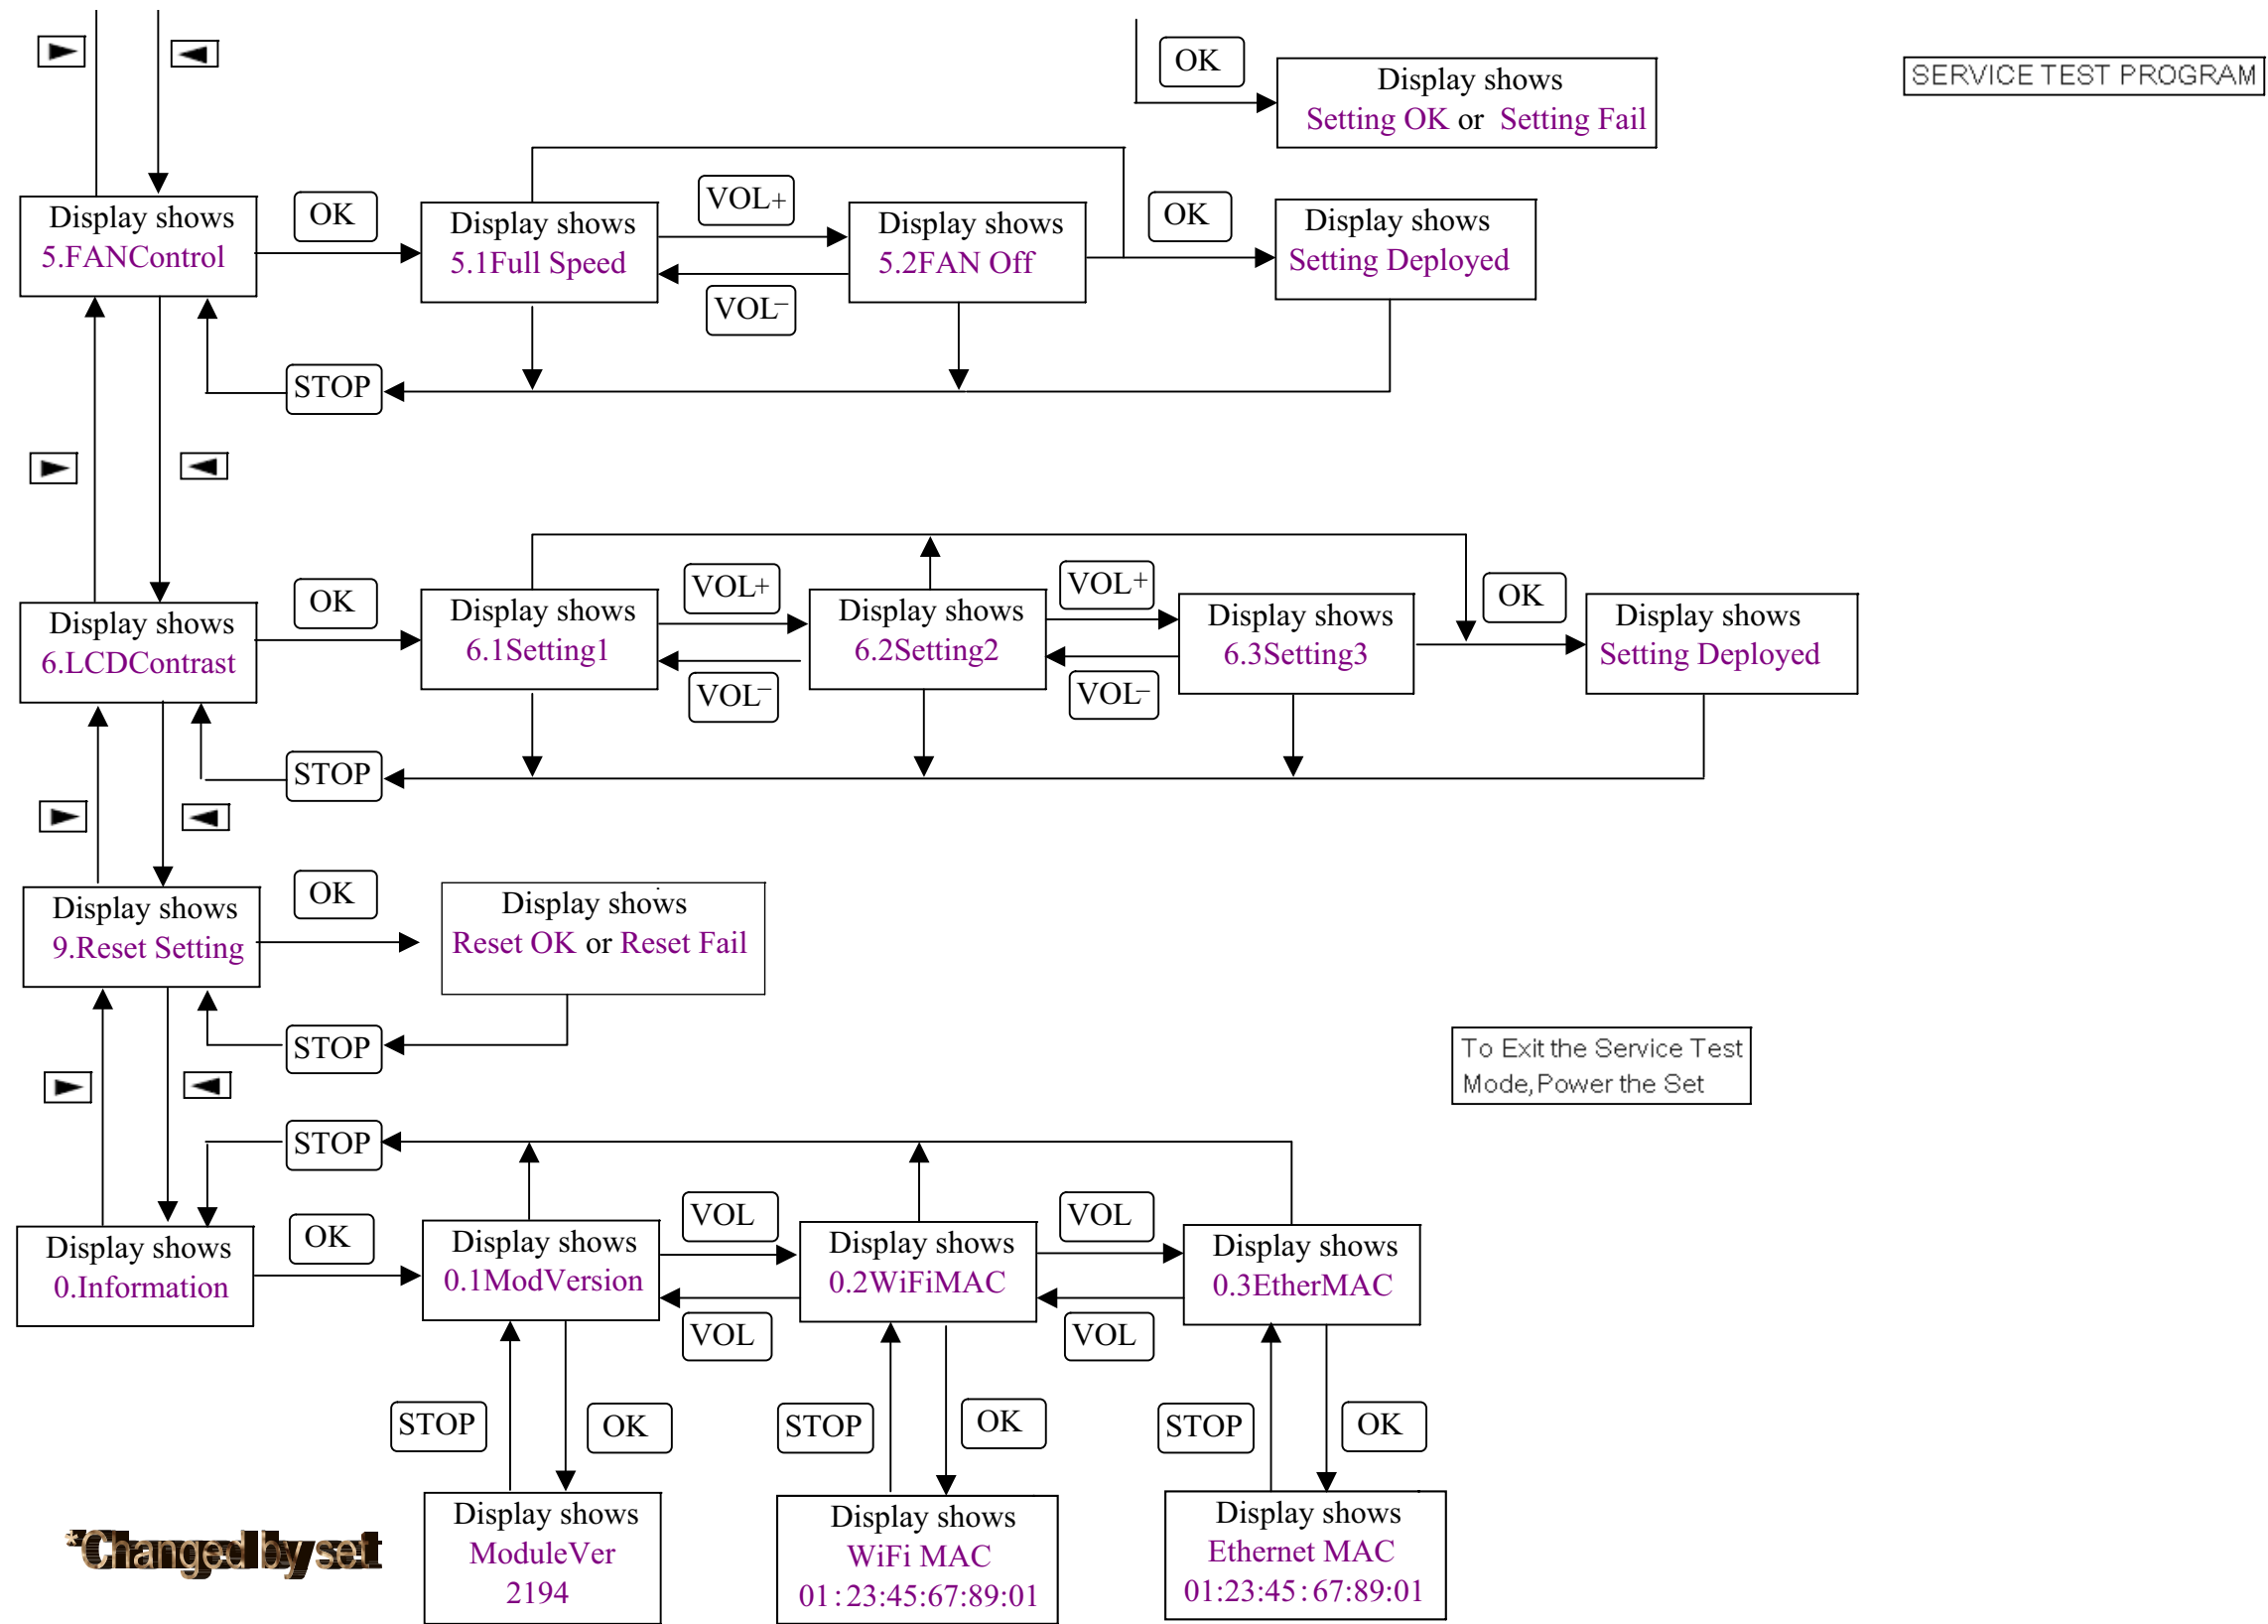 OK
Display shows
Setting OK or Setting Fail
SERVICE TEST PROGRAM
Display shows
5.FANControl
OK
Display shows
5.1Full Speed
VOL+
VOL-
Display shows
5.2FAN Off
OK
Display shows
Setting Deployed
STOP
Display shows
6.LCDContrast
OK
Display shows
6.1Setting1
VOL+
VOL-
Display shows
6.2Setting2
VOL+
VOL-
Display shows
6.3Setting3
OK
Display shows
Setting Deployed
STOP
Display shows
9.Reset Setting
OK
Display shows
Reset OK or Reset Fail
STOP
To Exit the Service Test
Mode,Power the Set
STOP
Display shows
0.Information
OK
Display shows
0.1ModVersion
VOL
VOL
Display shows
0.2WiFiMAC
VOL
VOL
Display shows
0.3EtherMAC
STOP
OK
STOP
OK
STOP
OK
Display shows
ModuleVer
2194
Display shows
WiFi MAC
01:23:45:67:89:01
Display shows
Ethernet MAC
01:23:45:67:89:01
*Changed by set